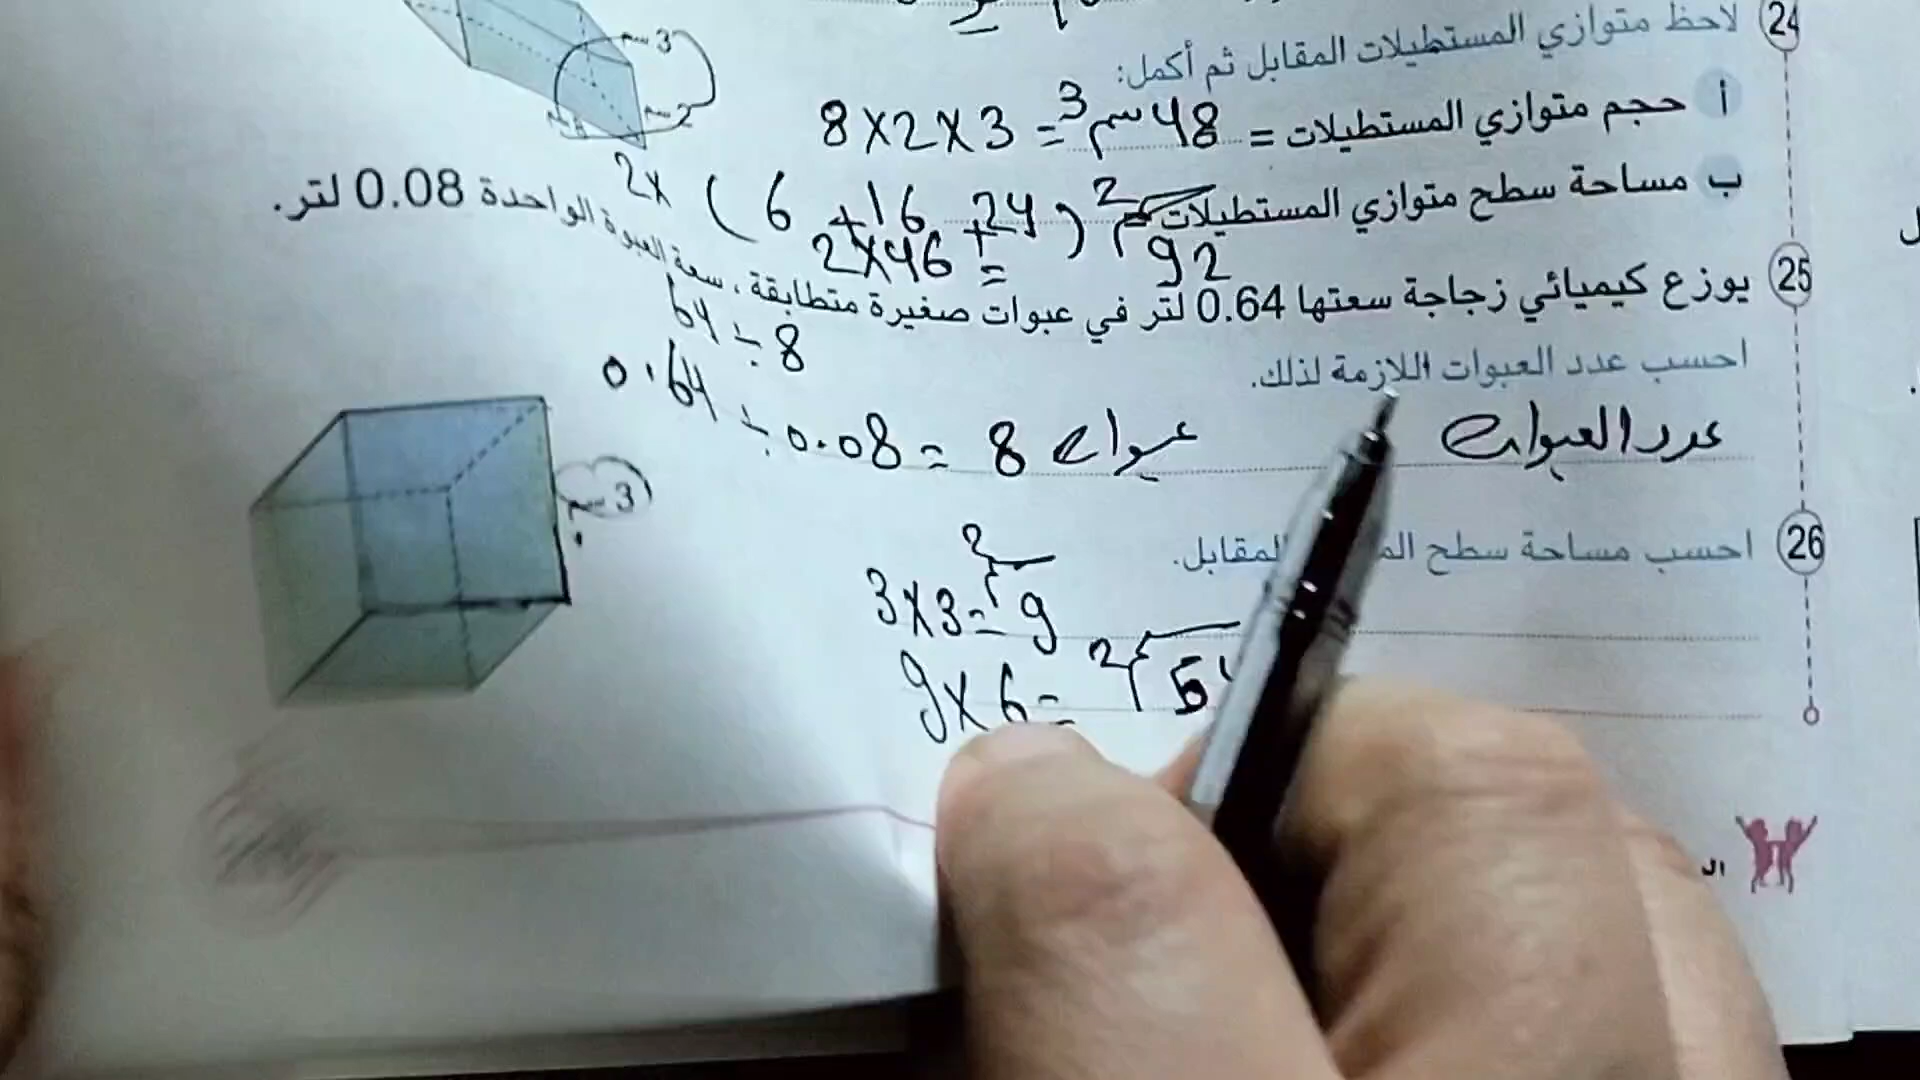 24 لاحظ متوازي المستطيلات المقابل ثم أكمل:
3 سم
2 سم
أ حجم متوازي المستطيلات = 48 سم3 = 3 × 2 × 8
ب مساحة سطح متوازي المستطيلات سم2 2× ( 6 + 16 + 24 )
2×46 = 92
25 يوزع كيميائي زجاجة سعتها 0.64 لتر في عبوات صغيرة متطابقة، سعة العبوة الواحدة 0.08 لتر.
64 ÷ 8
احسب عدد العبوات اللازمة لذلك.
عدد العبوات
0.64 ÷ 0.08 = 8 عبوات
3 سم
26 احسب مساحة سطح المقابل.
3×3= 9 سم2
9×6= سم2